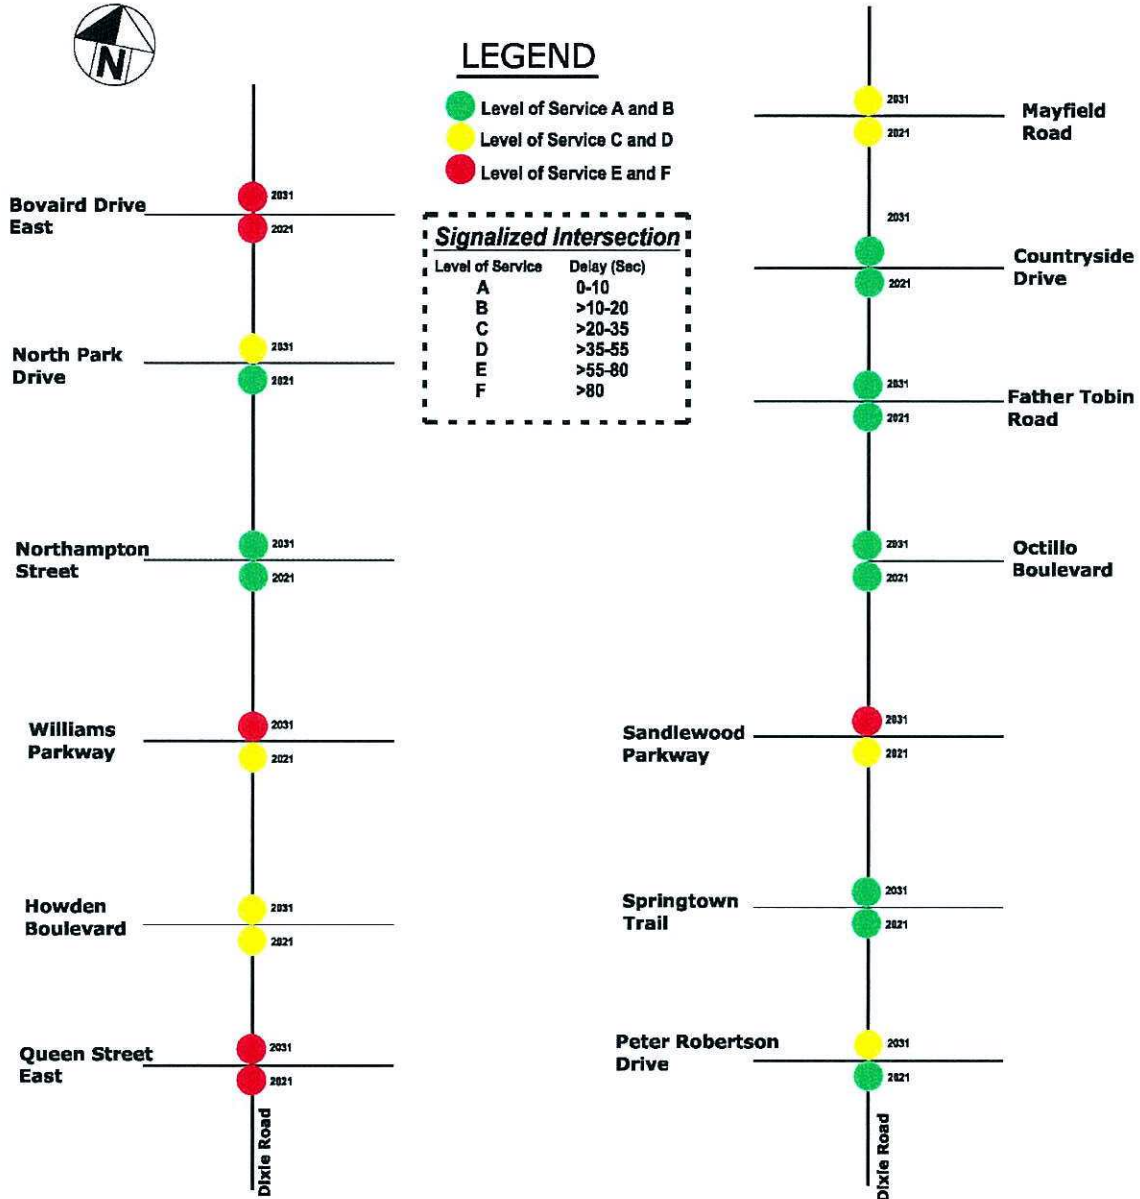 N
LEGEND
Level of Service A and B
Level of Service C and D
Level of Service E and F
Signalized Intersection
Level of Service Delay (Sec)
A 0-10
B >10-20
C >20-35
D >35-55
E >55-80
F >80
2031
Bovaird Drive
East
2021
North Park
Drive
2031
2021
Northampton
Street
2031
2021
Williams
Parkway
2031
2021
Howden
Boulevard
2031
2021
Queen Street
East
2031
2021
Dixie Road
2031
2021
Mayfield
Road
2031
2021
Countryside
Drive
2031
2021
Father Tobin
Road
2031
2021
Octillo
Boulevard
Sandlewood
Parkway
2031
2021
Springtown
Trail
2031
2021
Peter Robertson
Drive
2031
2021
Dixie Road